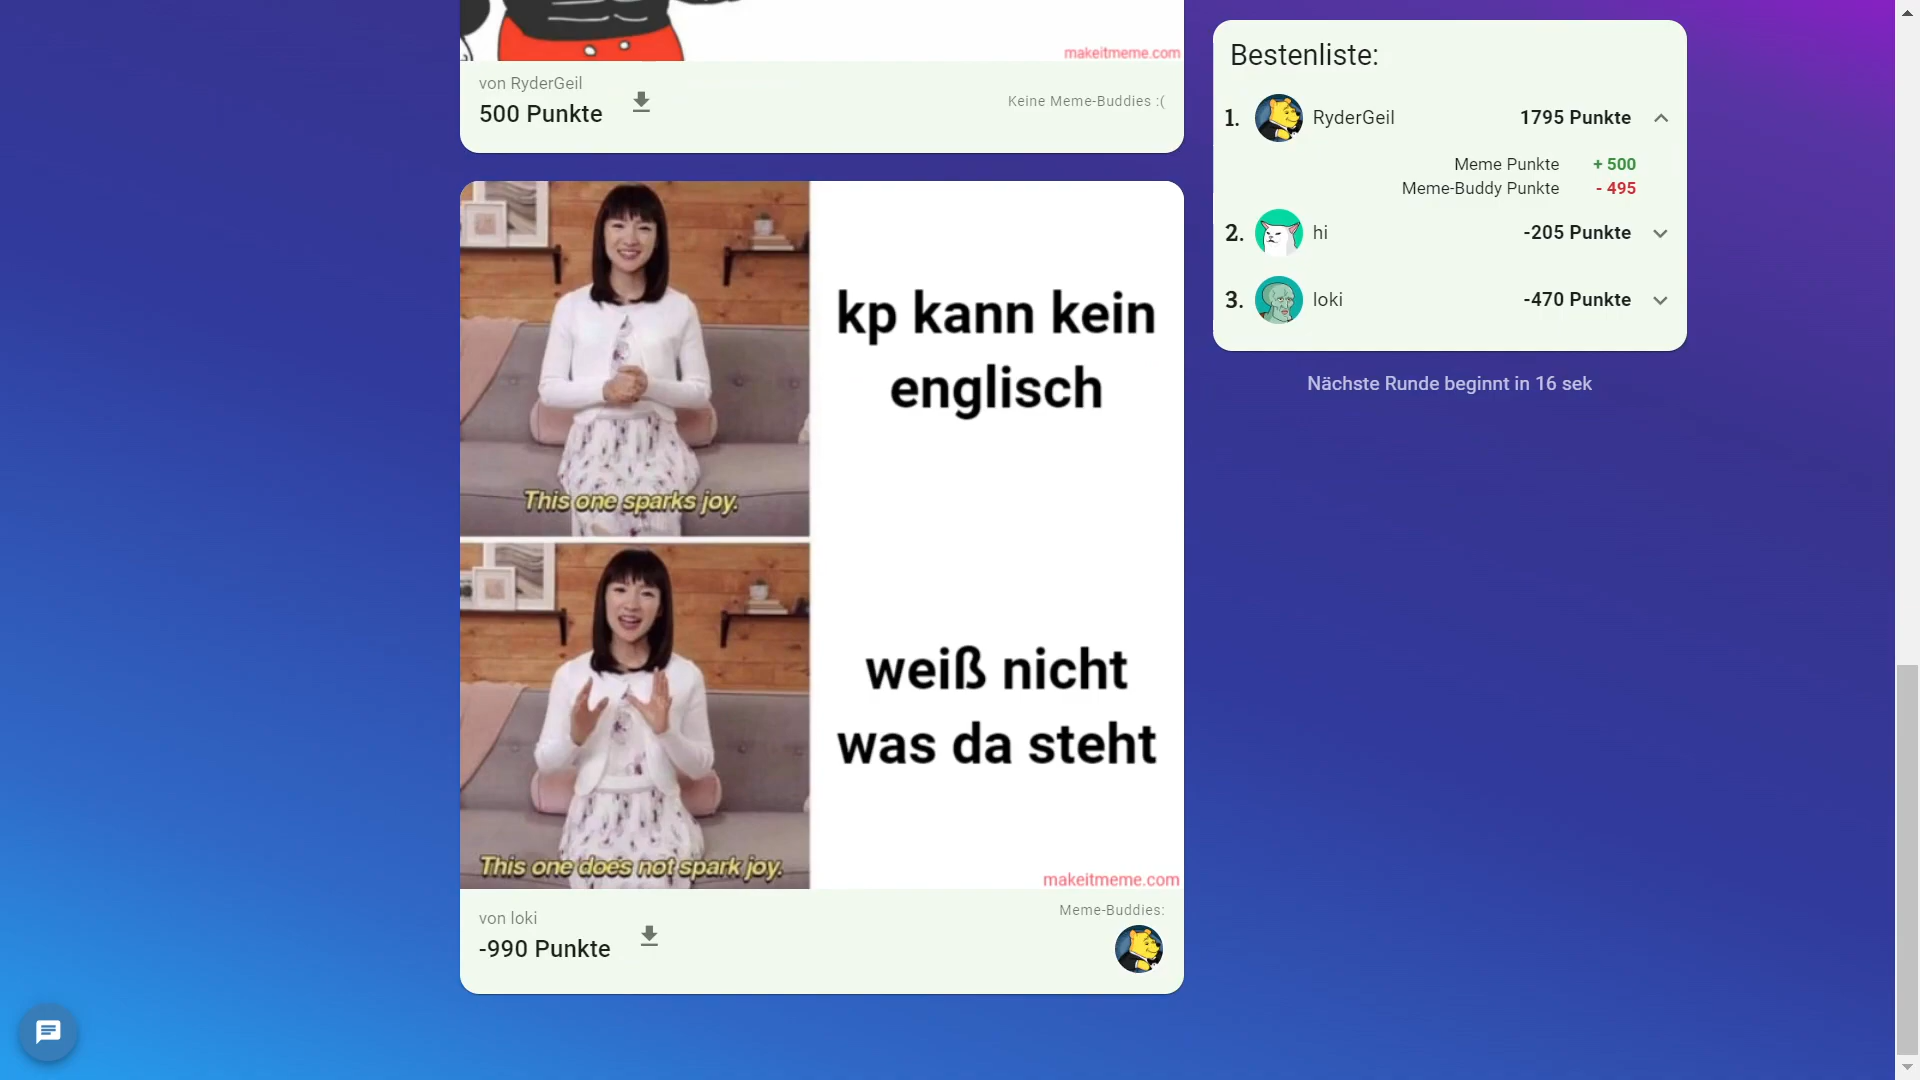 makeitmeme.com
von RyderGeil
500 Punkte
Keine Meme-Buddies :(
kp kann kein
englisch
This one sparks joy.
weiß nicht
was da steht
This one does not spark joy.
makeitmeme.com
von loki
-990 Punkte
Meme-Buddies:
Bestenliste:
1. RyderGeil 1795 Punkte
Meme Punkte + 500
Meme-Buddy Punkte - 495
2. hi -205 Punkte
3. loki -470 Punkte
Nächste Runde beginnt in 16 sek